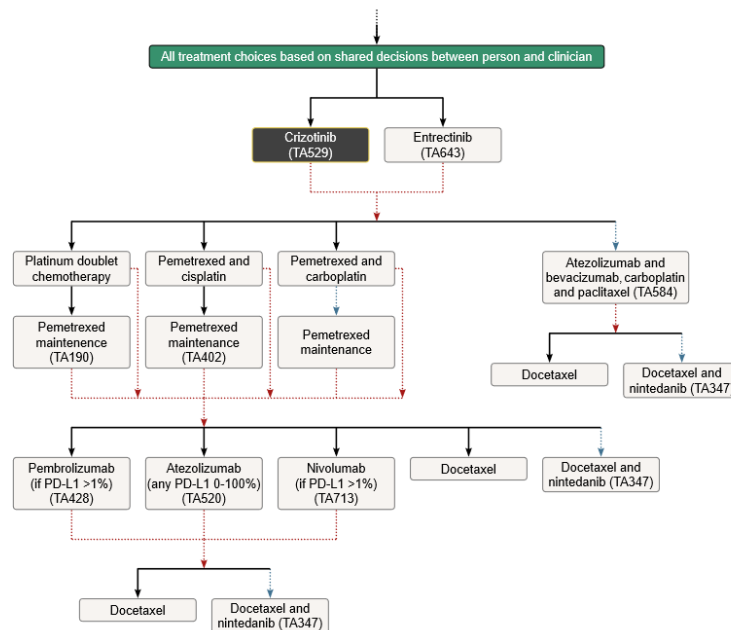 All treatment choices based on shared decisions between person and clinician
Crizotinib
(TA529)
Entrectinib
(TA643)
Platinum doublet
chemotherapy
Pemetrexed and
cisplatin
Pemetrexed and
carboplatin
Atezolizumab and
bevacizumab, carboplatin
and paclitaxel (TA584)
Pemetrexed
maintenence
(TA190)
Pemetrexed
maintenance
(TA402)
Pemetrexed
maintenance
Docetaxel
Docetaxel and
nintedanib (TA347)
Pembrolizumab
(if PD-L1 >1%)
(TA428)
Atezolizumab
(any PD-L1 0-100%)
(TA520)
Nivolumab
(if PD-L1 >1%)
(TA713)
Docetaxel
Docetaxel and
nintedanib (TA347)
Docetaxel
Docetaxel and
nintedanib (TA347)